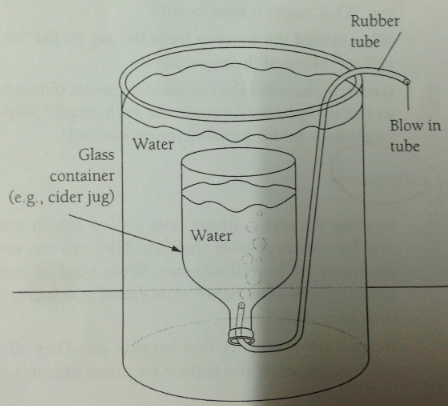 Rubber
tube
Blow in
tube
Water
Glass
container
(e.g., cider jug)
Water